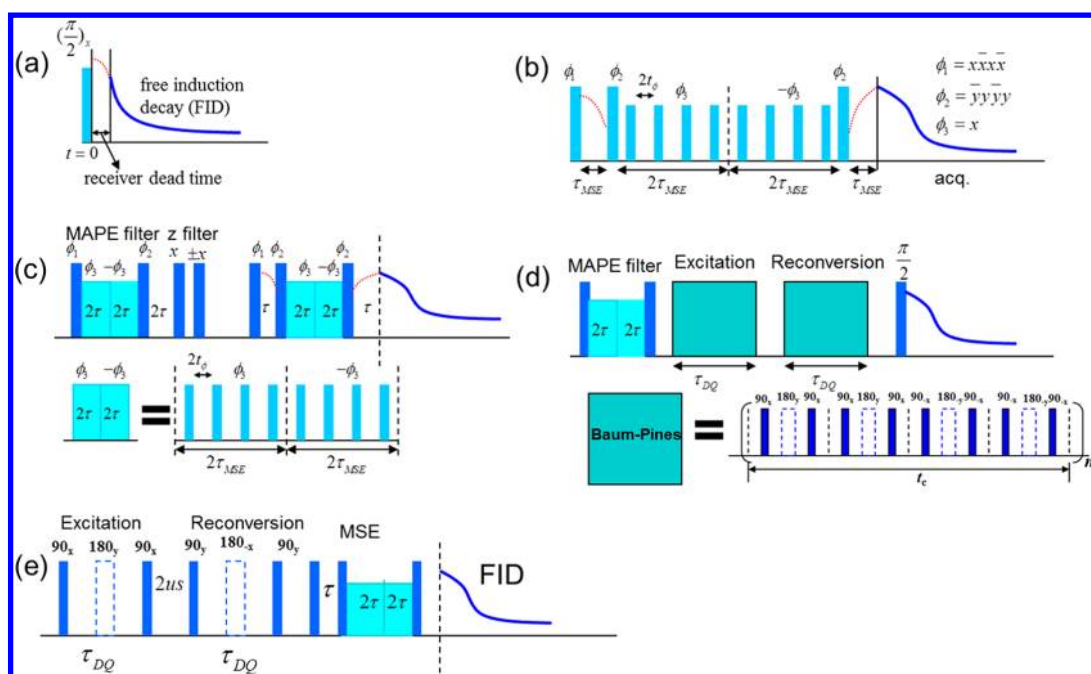 (a)
(π/2)x
free induction
decay (FID)
t = 0
receiver dead time
(b)
ϕ1 ϕ2 2tϕ ϕ3 −ϕ3 ϕ2
ϕ1 = x x̅ x x̅
ϕ2 = y̅ y y̅ y
ϕ3 = x
τMSE 2τMSE 2τMSE τMSE acq.
(c)
MAPE filter z filter
ϕ1 ϕ3 −ϕ3 ϕ2 x ±x ϕ1 ϕ2 ϕ3 −ϕ3 ϕ2
2τ 2τ 2τ τ 2τ 2τ τ
ϕ3 −ϕ3
2τ 2τ
=
2tϕ ϕ3 −ϕ3
2τMSE 2τMSE
(d)
MAPE filter Excitation Reconversion π/2
2τ 2τ
τDQ τDQ
Baum-Pines
=
90x 180y 90x 90x 180y 90x 90-x 180-y 90-x 90-x 180-y 90-x
n
tc
(e)
Excitation Reconversion MSE
90x 180y 90x 90y 180-x 90y
2us τ 2τ 2τ
FID
τDQ τDQ